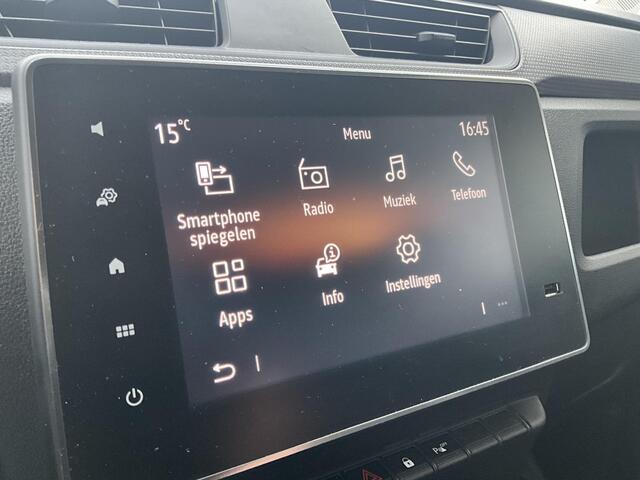 15°C
Menu
16:45
Smartphone
spiegelen
Radio
Muziek
Telefoon
Apps
Info
Instellingen